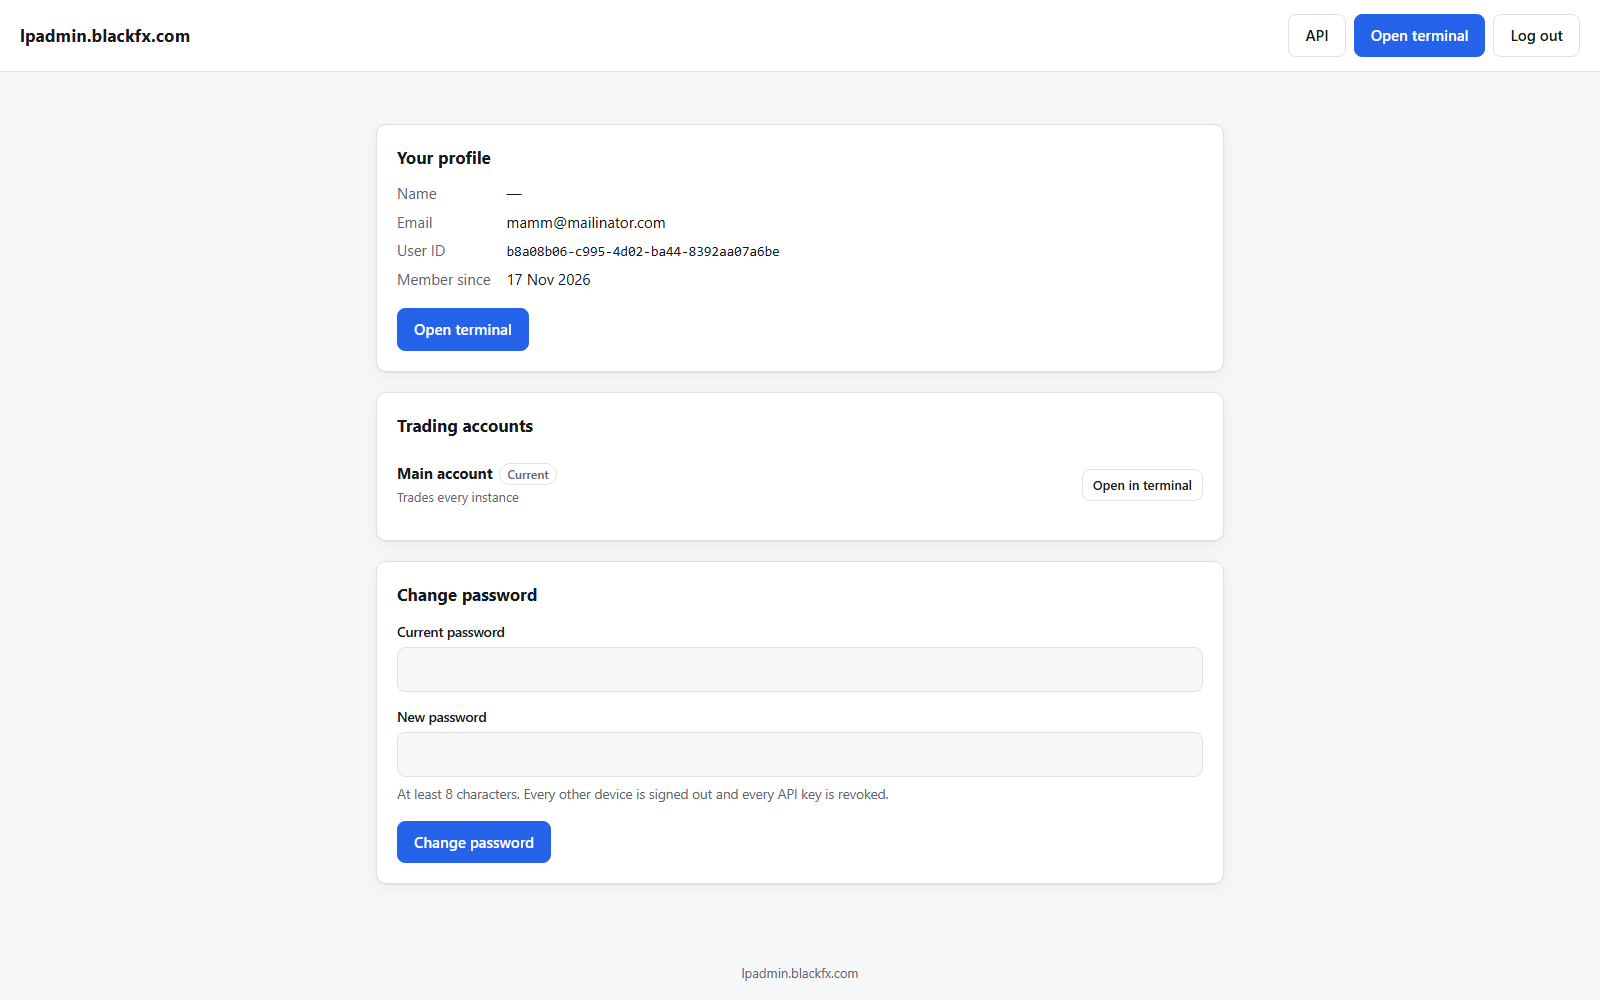 lpadmin.blackfx.com
API
Open terminal
Log out
Your profile
Name —
Email mamm@mailinator.com
User ID b8a08b06-c995-4d02-ba44-8392aa07a6be
Member since 17 Nov 2026
Open terminal
Trading accounts
Main account Current
Trades every instance
Open in terminal
Change password
Current password
New password
At least 8 characters. Every other device is signed out and every API key is revoked.
Change password
lpadmin.blackfx.com